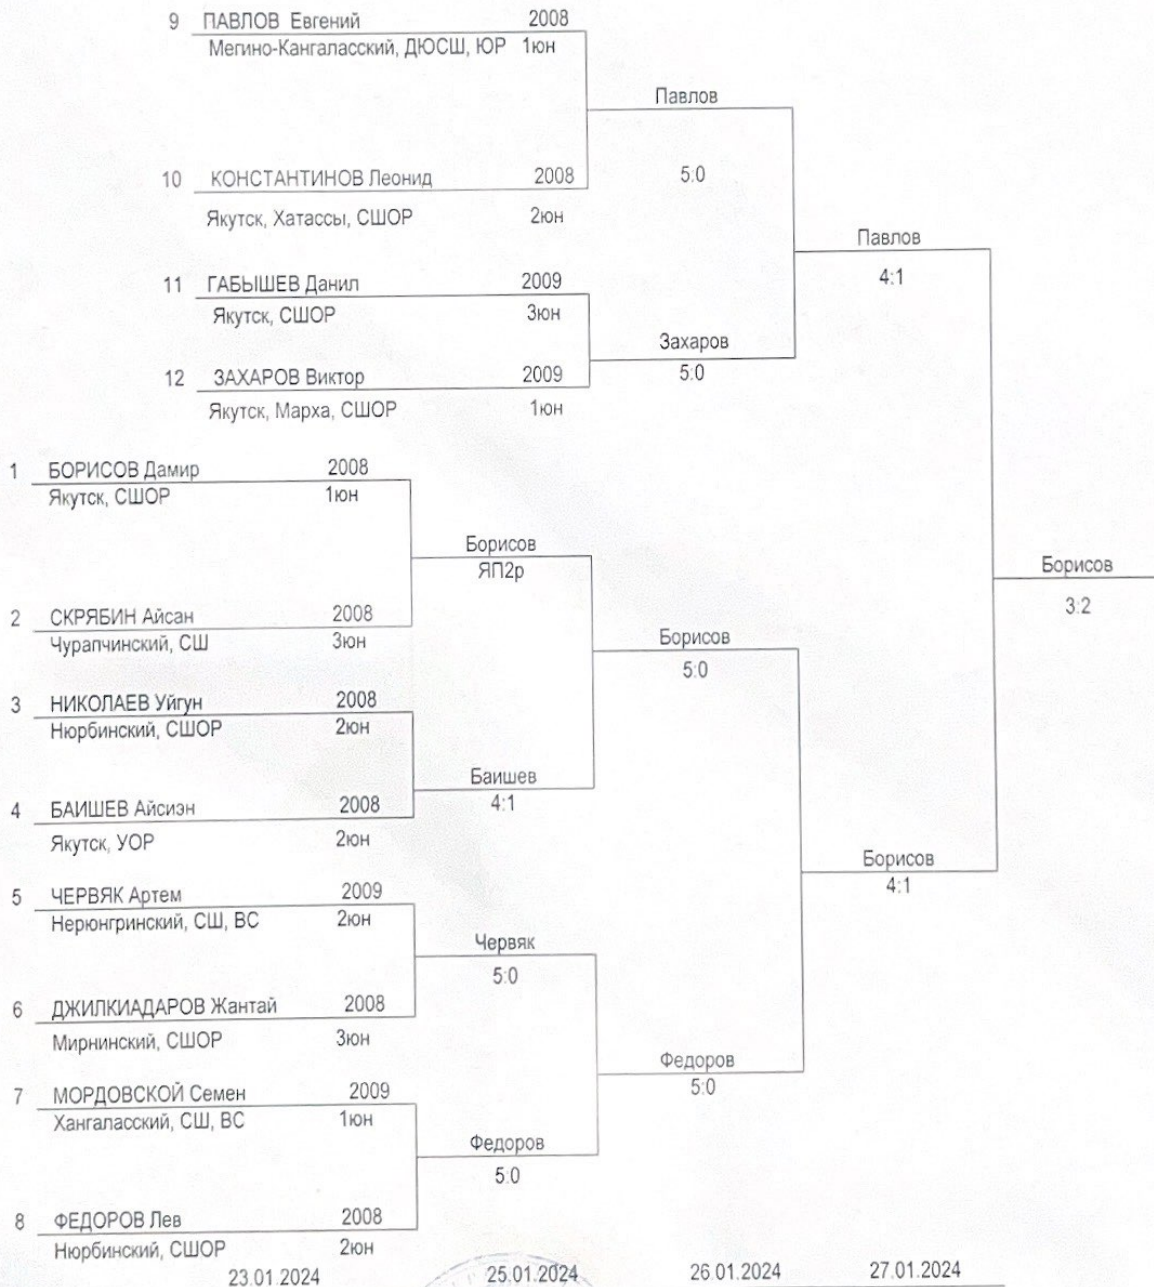 9 ПАВЛОВ Евгений 2008
Мегино-Кангаласский, ДЮСШ, ЮР 1юн
Павлов
10 КОНСТАНТИНОВ Леонид 2008 5:0
Якутск, Хатассы, СШОР 2юн
Павлов
4:1
11 ГАБЫШЕВ Данил 2009
Якутск, СШОР 3юн
Захаров
5:0
12 ЗАХАРОВ Виктор 2009
Якутск, Марха, СШОР 1юн
1 БОРИСОВ Дамир 2008
Якутск, СШОР 1юн
Борисов
ЯП2р
Борисов
3:2
2 СКРЯБИН Айсан 2008
Чурапчинский, СШ 3юн
Борисов
5:0
3 НИКОЛАЕВ Уйгун 2008
Нюрбинский, СШОР 2юн
Баишев
4:1
4 БАИШЕВ Айсиэн 2008
Якутск, УОР 2юн
Борисов
4:1
5 ЧЕРВЯК Артем 2009
Нерюнгринский, СШ, ВС 2юн
Червяк
5:0
6 ДЖИЛКИАДАРОВ Жантай 2008
Мирнинский, СШОР 3юн
Федоров
5:0
7 МОРДОВСКОЙ Семен 2009
Хангаласский, СШ, ВС 1юн
Федоров
5:0
8 ФЕДОРОВ Лев 2008
Нюрбинский, СШОР 2юн
23.01.2024 25.01.2024 26.01.2024 27.01.2024